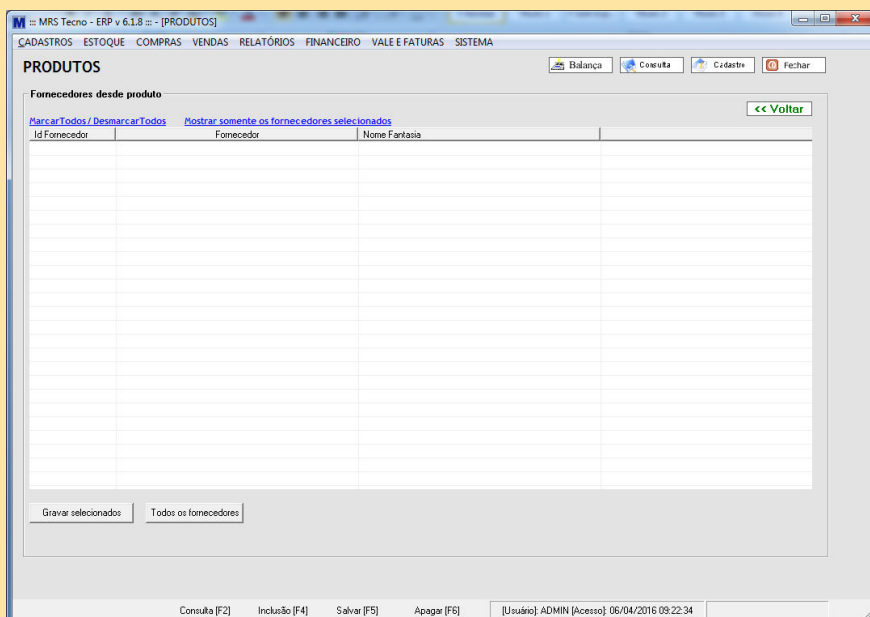 M ::: MRS Tecno - ERP v 6.1.8 ::: - [PRODUTOS]
CADASTROS ESTOQUE COMPRAS VENDAS RELATÓRIOS FINANCEIRO VALE E FATURAS SISTEMA
PRODUTOS Balança Consulta Cadastro Fechar
Fornecedores desde produto
<< Voltar
MarcarTodos / DesmarcarTodos Mostrar somente os fornecedores selecionados
Id Fornecedor Fornecedor Nome Fantasia
Gravar selecionados Todos os fornecedores
Consulta [F2] Inclusão [F4] Salvar [F5] Apagar [F6] [Usuário]: ADMIN [Acesso]: 06/04/2016 09:22:34